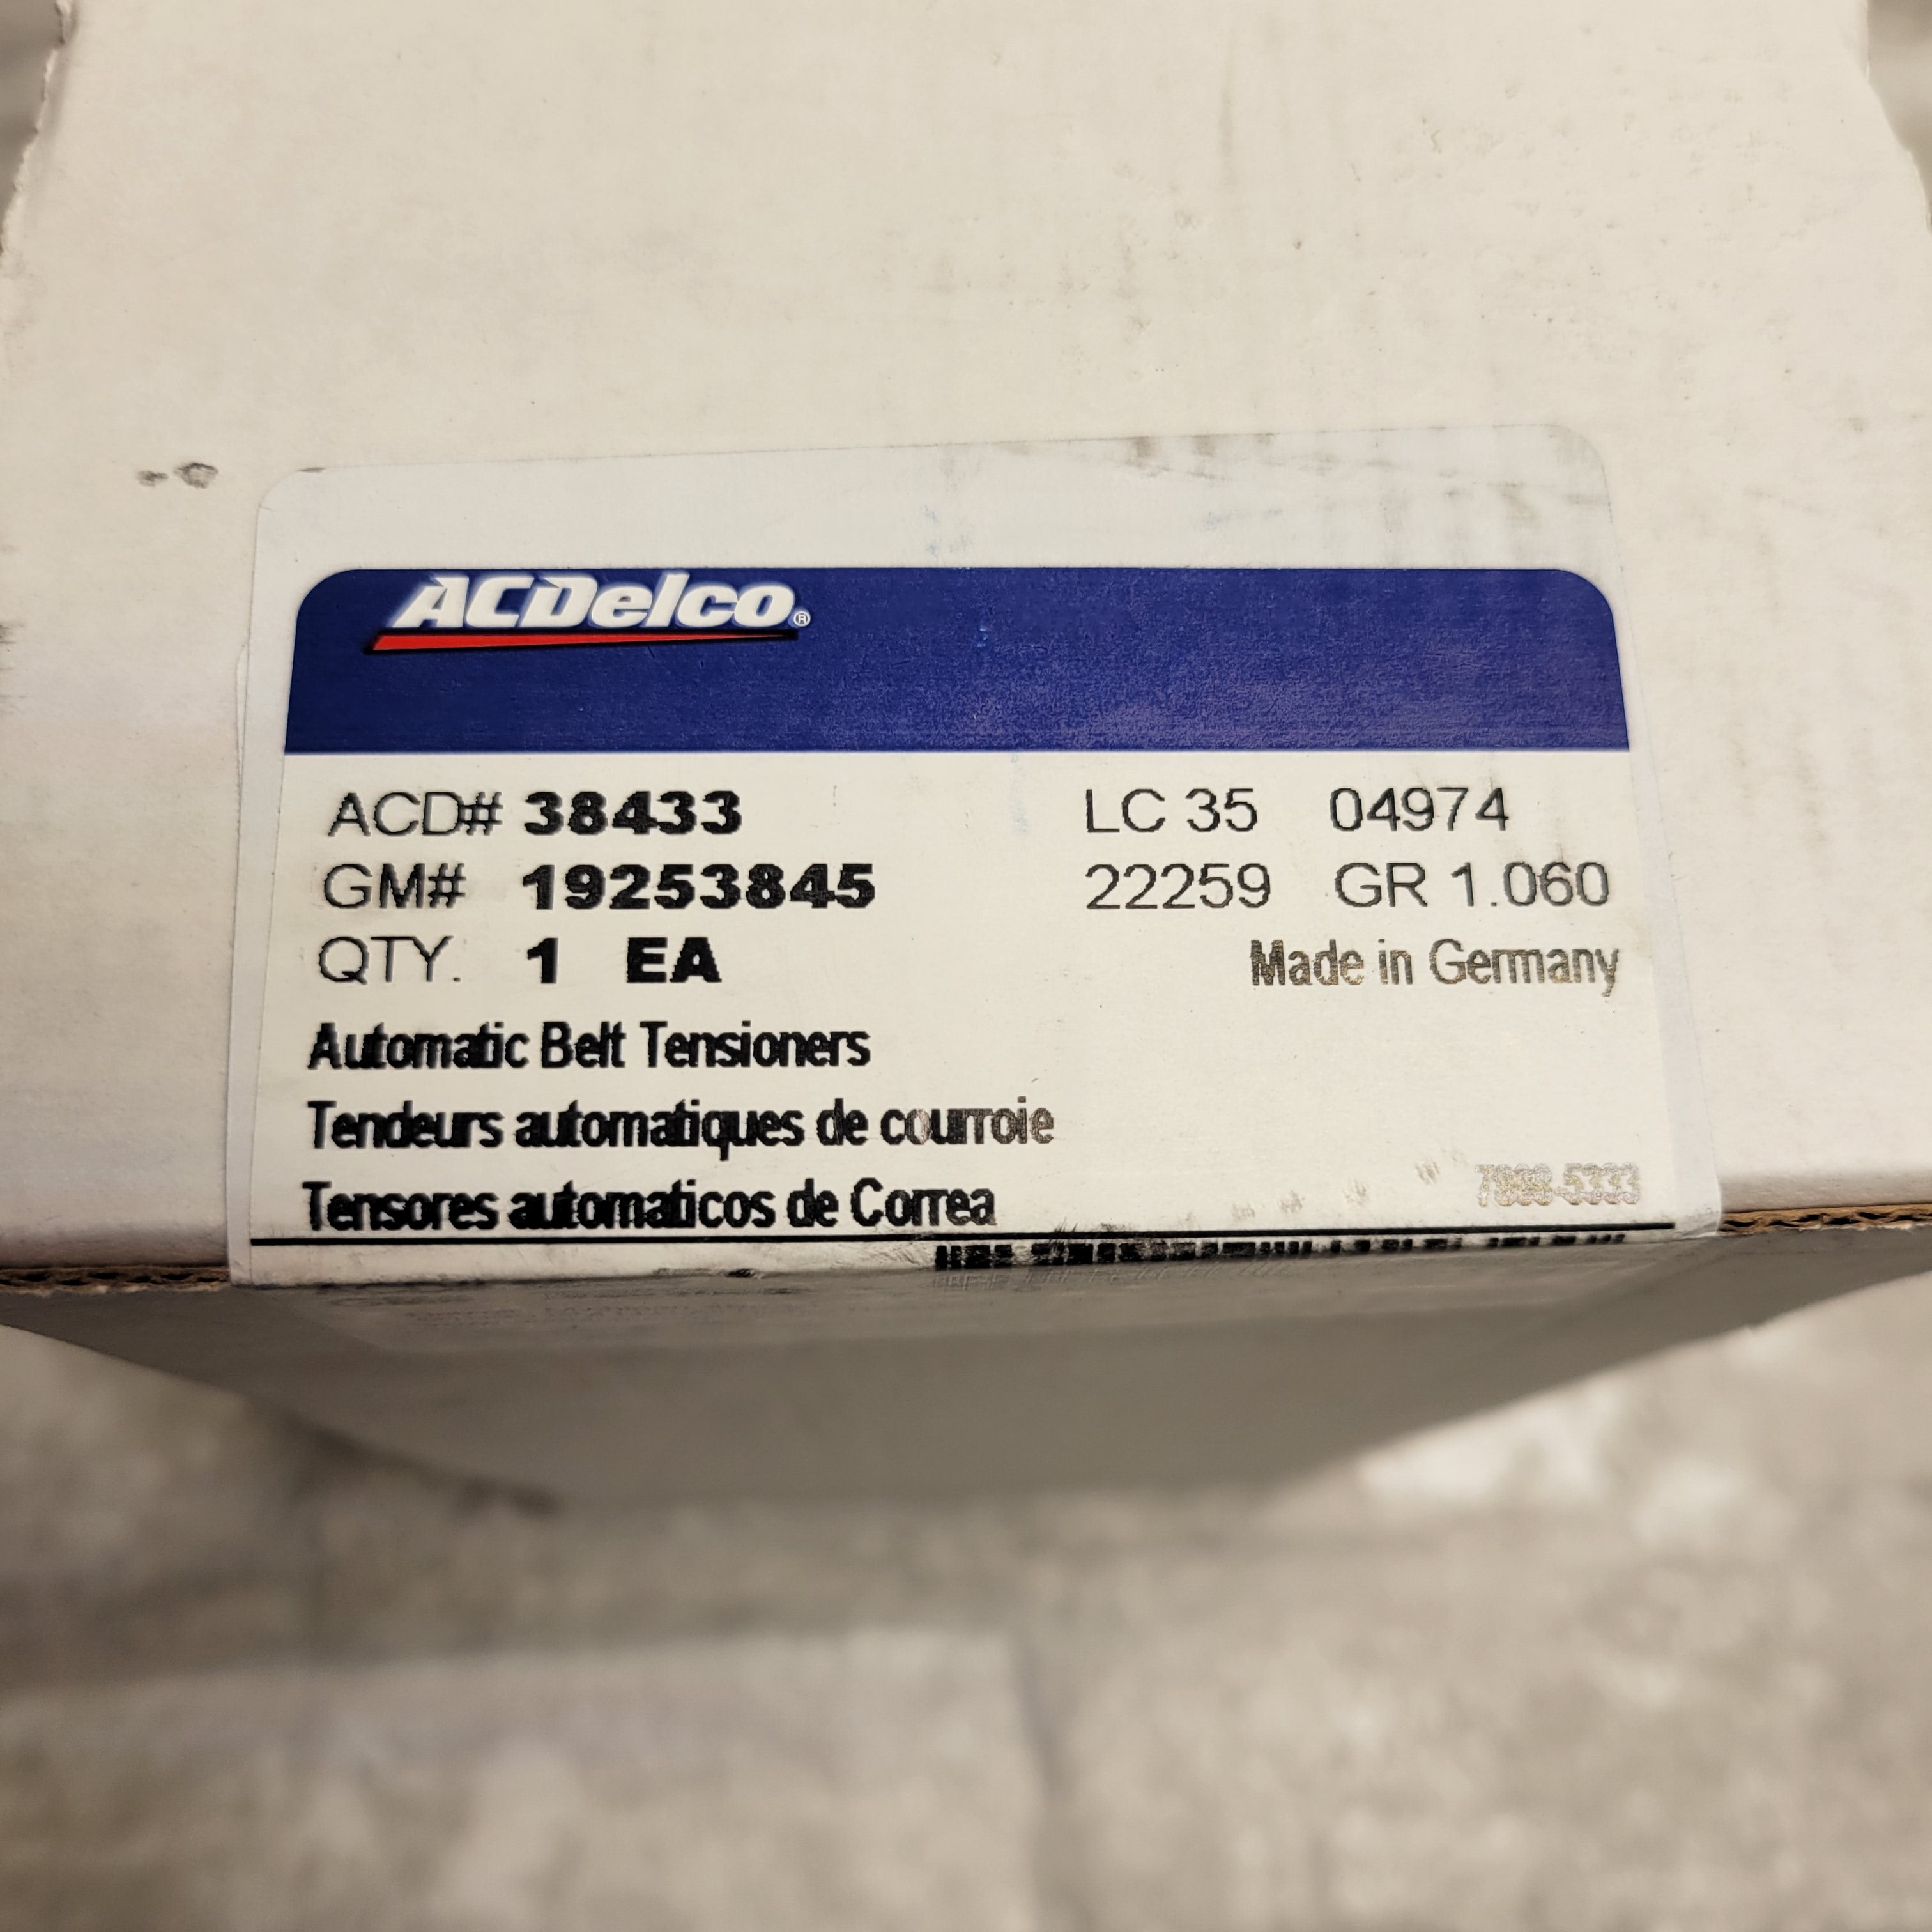 ACDelco®
ACD# 38433 LC 35 04974
GM# 19253845 22259 GR 1.060
QTY. 1 EA Made in Germany
Automatic Belt Tensioners
Tendeurs automatiques de courroie
Tensores automaticos de Correa